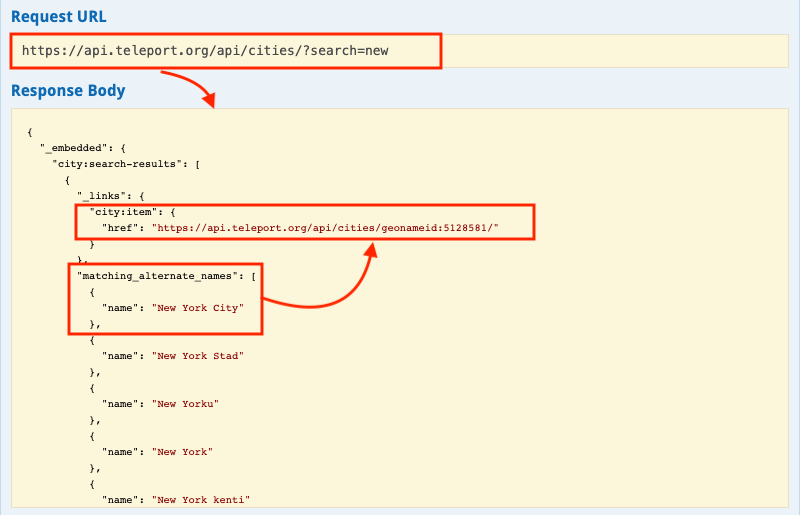 Request URL
https://api.teleport.org/api/cities/?search=new
Response Body
{
"_embedded": {
"city:search-results": [
{
"_links": {
"city:item": {
"href": "https://api.teleport.org/api/cities/geonameid:5128581/"
}
},
"matching_alternate_names": [
{
"name": "New York City"
},
{
"name": "New York Stad"
},
{
"name": "New Yorku"
},
{
"name": "New York"
},
{
"name": "New York kenti"